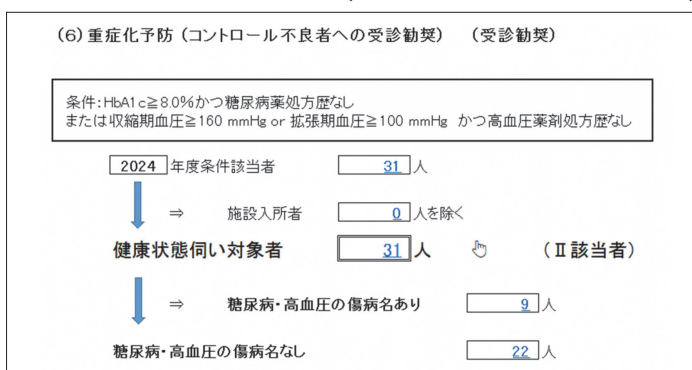 (6)重症化予防(コントロール不良者への受診勧奨) (受診勧奨)
条件:HbA1c≧8.0%かつ糖尿病薬処方歴なし
または収縮期血圧≧160 mmHg or 拡張期血圧≧100 mmHg かつ高血圧薬剤処方歴なし
2024 年度条件該当者 31 人
⇒ 施設入所者 0 人を除く
健康状態伺い対象者 31 人 (Ⅱ該当者)
⇒ 糖尿病・高血圧の傷病名あり 9 人
糖尿病・高血圧の傷病名なし 22 人